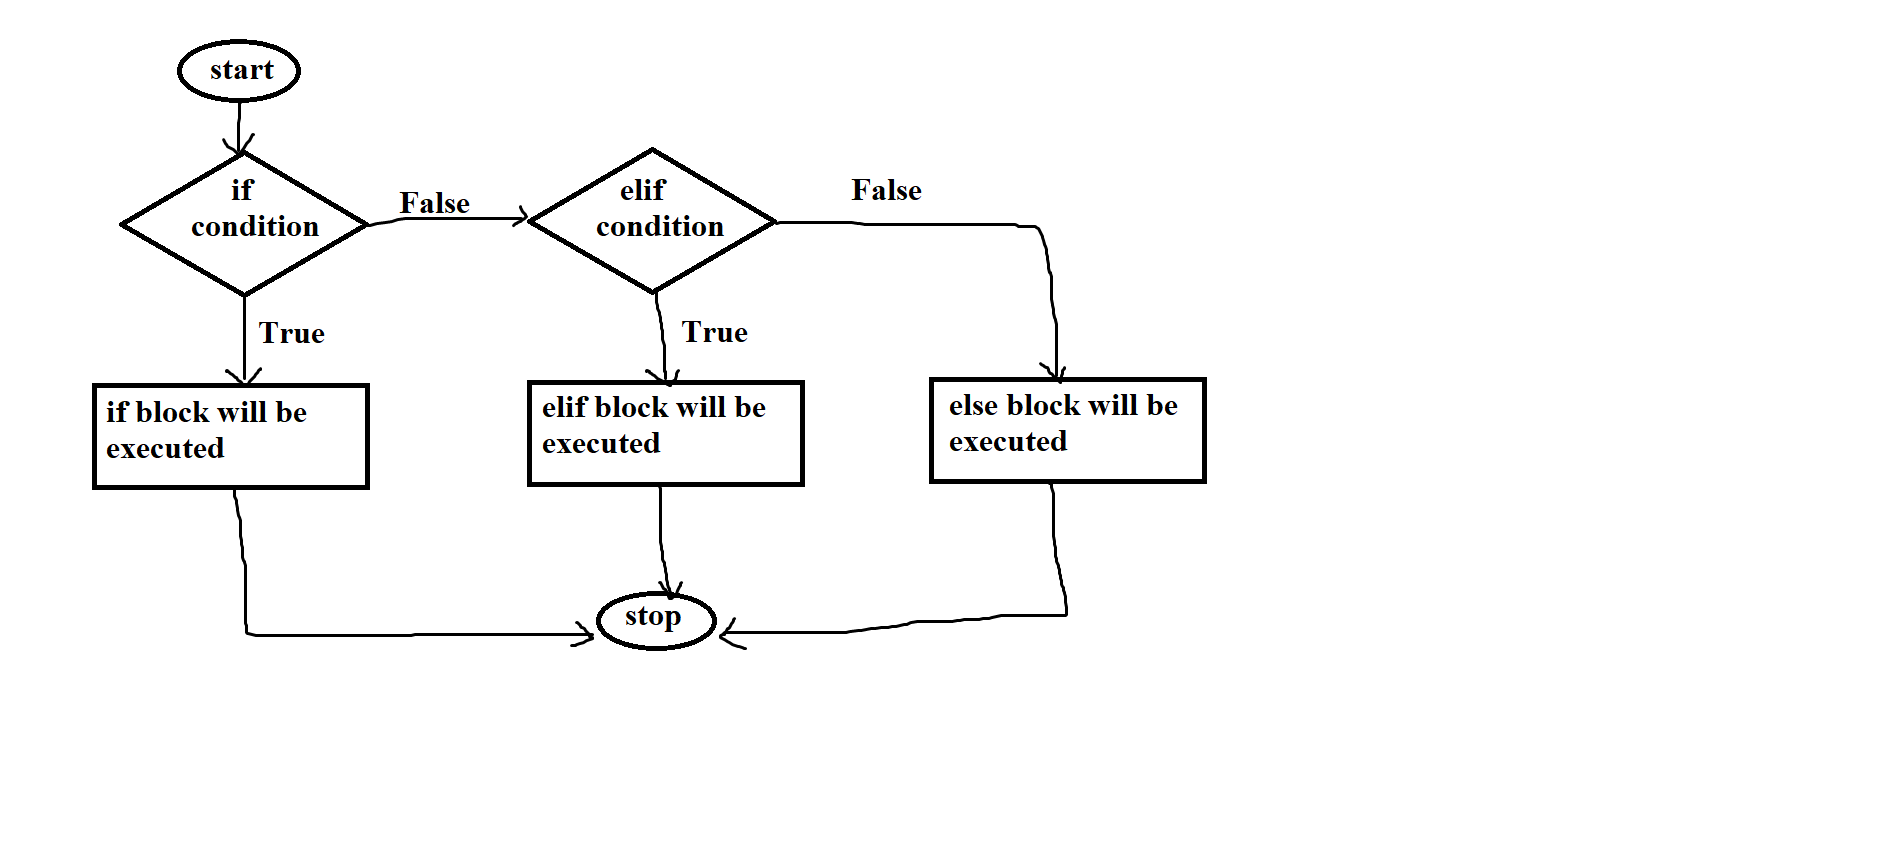 start
if
condition
False
elif
condition
False
True
True
if block will be
executed
elif block will be
executed
else block will be
executed
stop